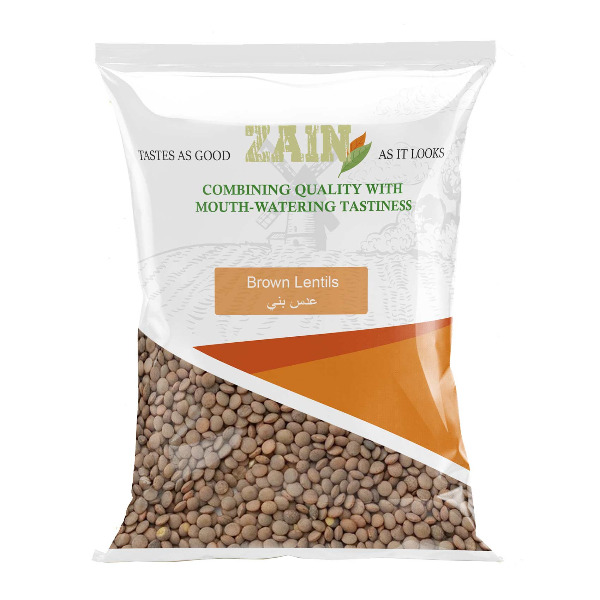 ZAIN
TASTES AS GOOD AS IT LOOKS
COMBINING QUALITY WITH
MOUTH-WATERING TASTINESS
Brown Lentils
عدس بني